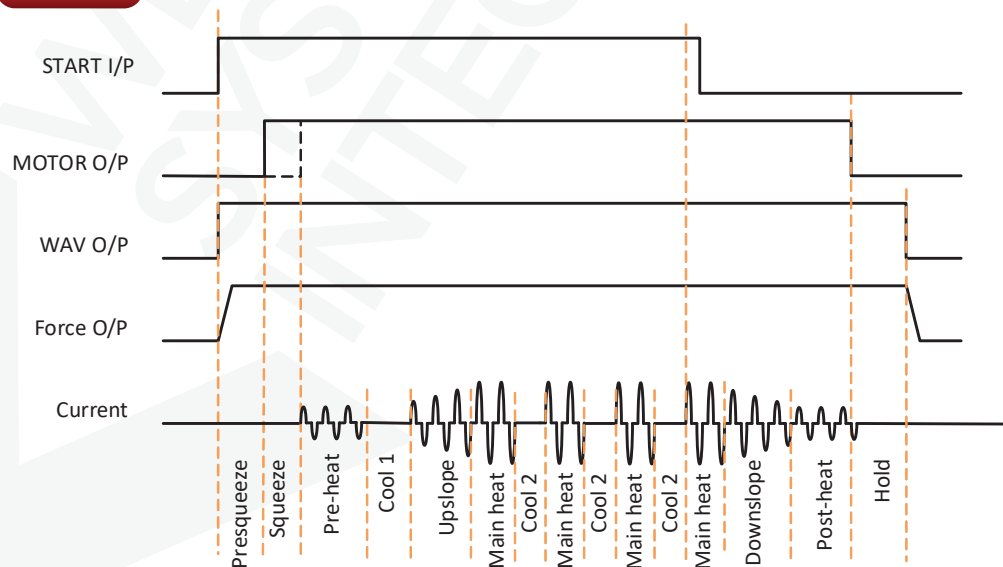 START I/P
MOTOR O/P
WAV O/P
Force O/P
Current
Presqueeze
Squeeze
Pre-heat
Cool 1
Upslope
Main heat
Cool 2
Main heat
Cool 2
Main heat
Cool 2
Main heat
Downslope
Post-heat
Hold